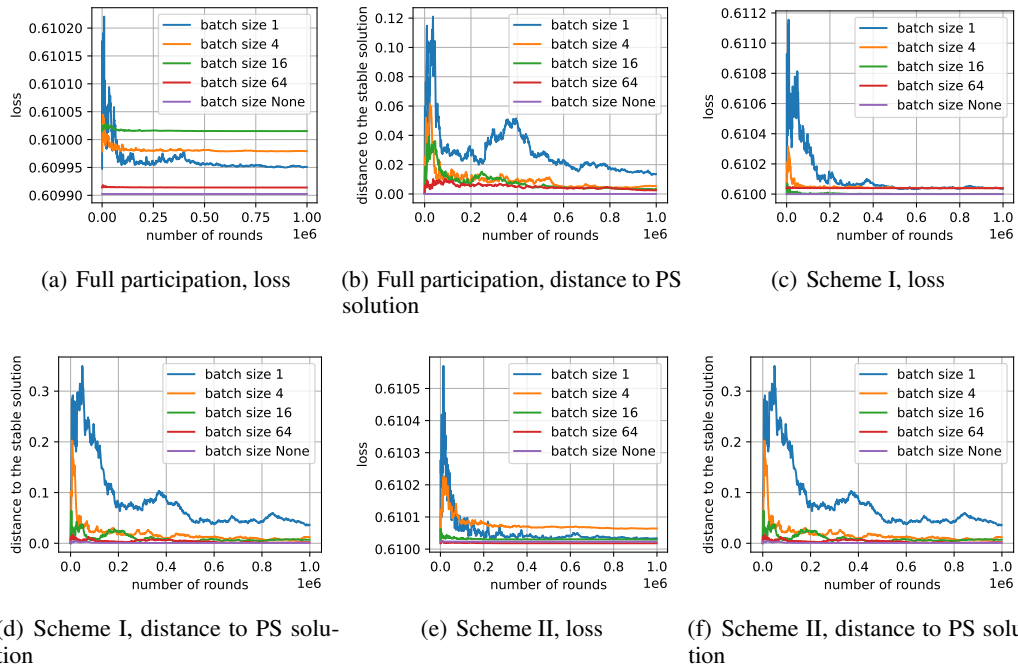 0.61020
0.61015
0.61010
0.61005
0.61000
0.60995
0.60990
loss
batch size 1
batch size 4
batch size 16
batch size 64
batch size None
0.00 0.25 0.50 0.75 1.00
1e6
number of rounds
(a) Full participation, loss
0.12
0.10
0.08
0.06
0.04
0.02
0.00
distance to the stable solution
batch size 1
batch size 4
batch size 16
batch size 64
batch size None
0.0 0.2 0.4 0.6 0.8 1.0
1e6
number of rounds
(b) Full participation, distance to PS
solution
0.6112
0.6110
0.6108
0.6106
0.6104
0.6102
0.6100
loss
batch size 1
batch size 4
batch size 16
batch size 64
batch size None
0.0 0.2 0.4 0.6 0.8 1.0
1e6
number of rounds
(c) Scheme I, loss
0.3
0.2
0.1
0.0
distance to the stable solution
batch size 1
batch size 4
batch size 16
batch size 64
batch size None
0.0 0.2 0.4 0.6 0.8 1.0
1e6
number of rounds
(d) Scheme I, distance to PS solu-
tion
0.6105
0.6104
0.6103
0.6102
0.6101
0.6100
loss
batch size 1
batch size 4
batch size 16
batch size 64
batch size None
0.0 0.2 0.4 0.6 0.8 1.0
1e6
number of rounds
(e) Scheme II, loss
0.3
0.2
0.1
0.0
distance to the stable solution
batch size 1
batch size 4
batch size 16
batch size 64
batch size None
0.0 0.2 0.4 0.6 0.8 1.0
1e6
number of rounds
(f) Scheme II, distance to PS solu
tion